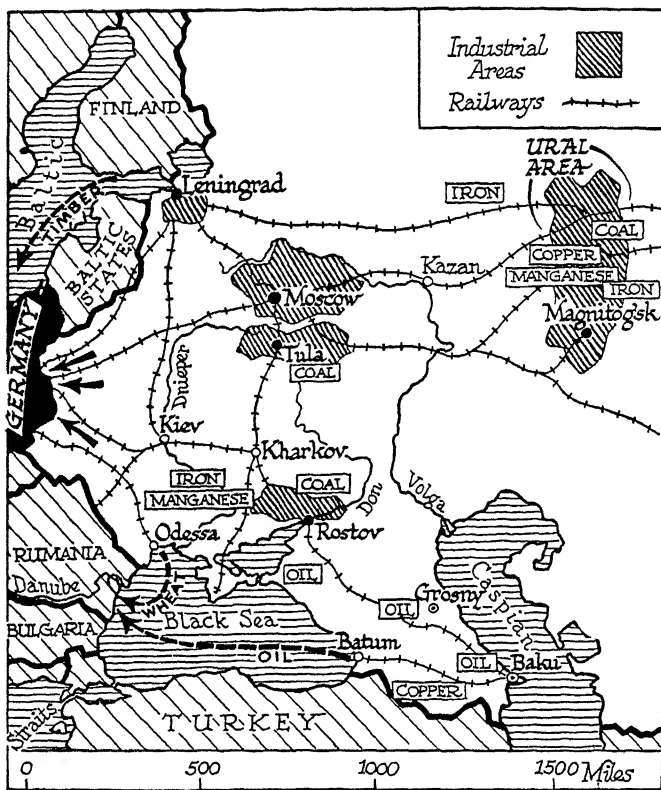 Industrial
Areas
Railways
FINLAND
URAL
AREA
Baltic
Leningrad
IRON
TIMBER
COAL
BALTIC
STATES
COPPER
Kazan
MANGANESE
IRON
Moscow
Magnitogsk
GERMANY
Tula
COAL
Dnieper
Kiev
Kharkov
IRON
COAL
MANGANESE
Don
Volga
Odessa
Rostov
RUMANIA
OIL
Danube
WHEAT
Grosny
OIL
Caspian
BULGARIA
Black Sea
Batum
OIL
OIL
Baku
COPPER
Straits
TURKEY
0 500 1000 1500 Miles